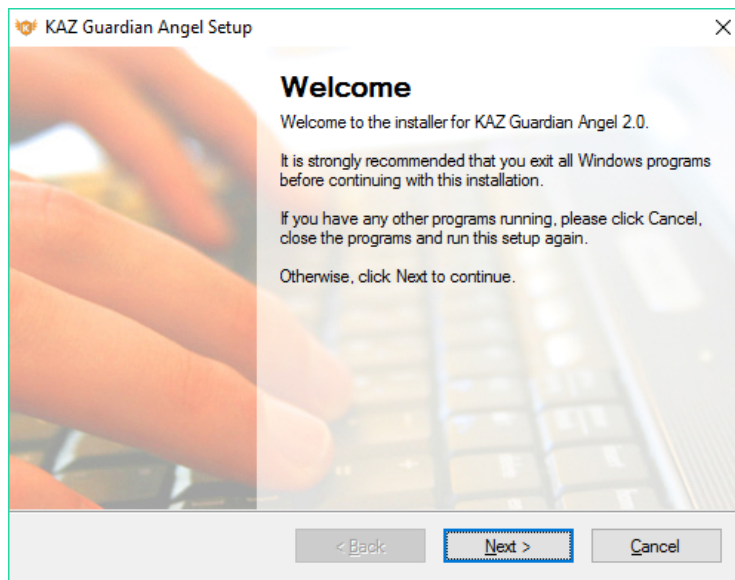 KAZ Guardian Angel Setup
Welcome
Welcome to the installer for KAZ Guardian Angel 2.0.
It is strongly recommended that you exit all Windows programs
before continuing with this installation.
If you have any other programs running, please click Cancel,
close the programs and run this setup again.
Otherwise, click Next to continue.
< Back
Next >
Cancel